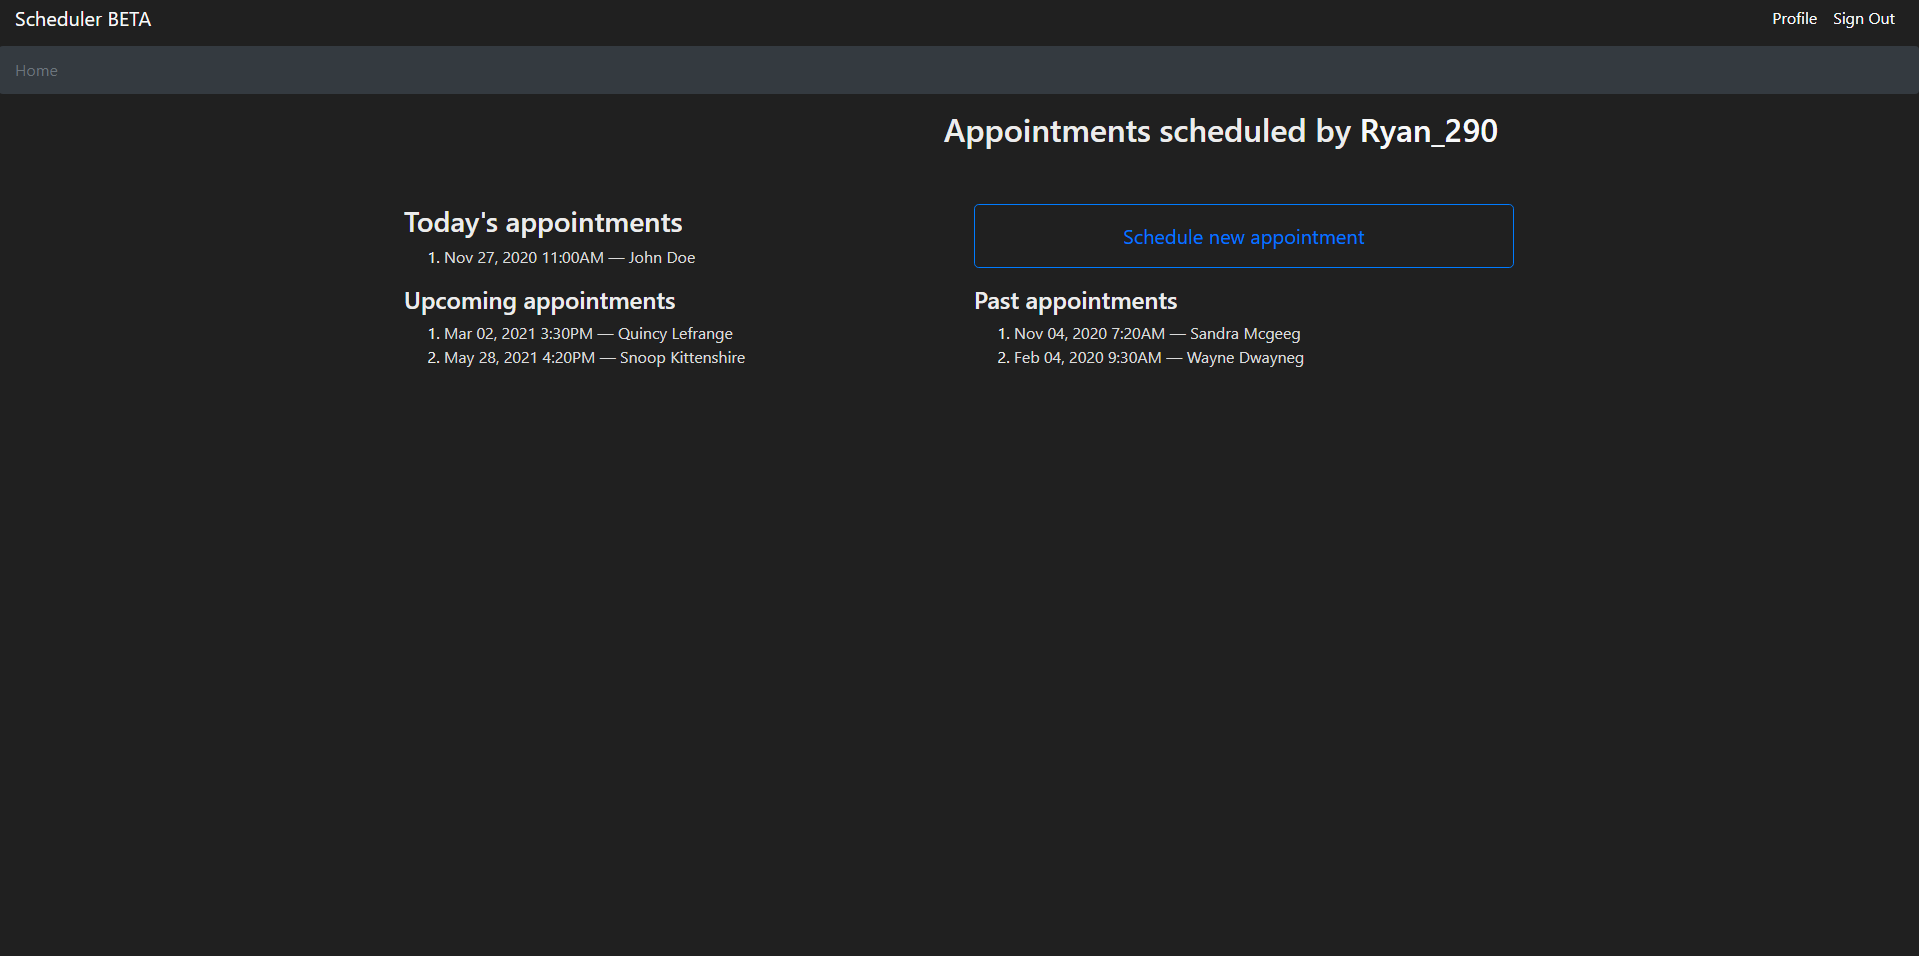 Scheduler BETA
Profile Sign Out
Home
Appointments scheduled by Ryan_290
Today's appointments
1. Nov 27, 2020 11:00AM — John Doe
Schedule new appointment
Upcoming appointments
1. Mar 02, 2021 3:30PM — Quincy Lefrange
2. May 28, 2021 4:20PM — Snoop Kittenshire
Past appointments
1. Nov 04, 2020 7:20AM — Sandra Mcgeeg
2. Feb 04, 2020 9:30AM — Wayne Dwayneg